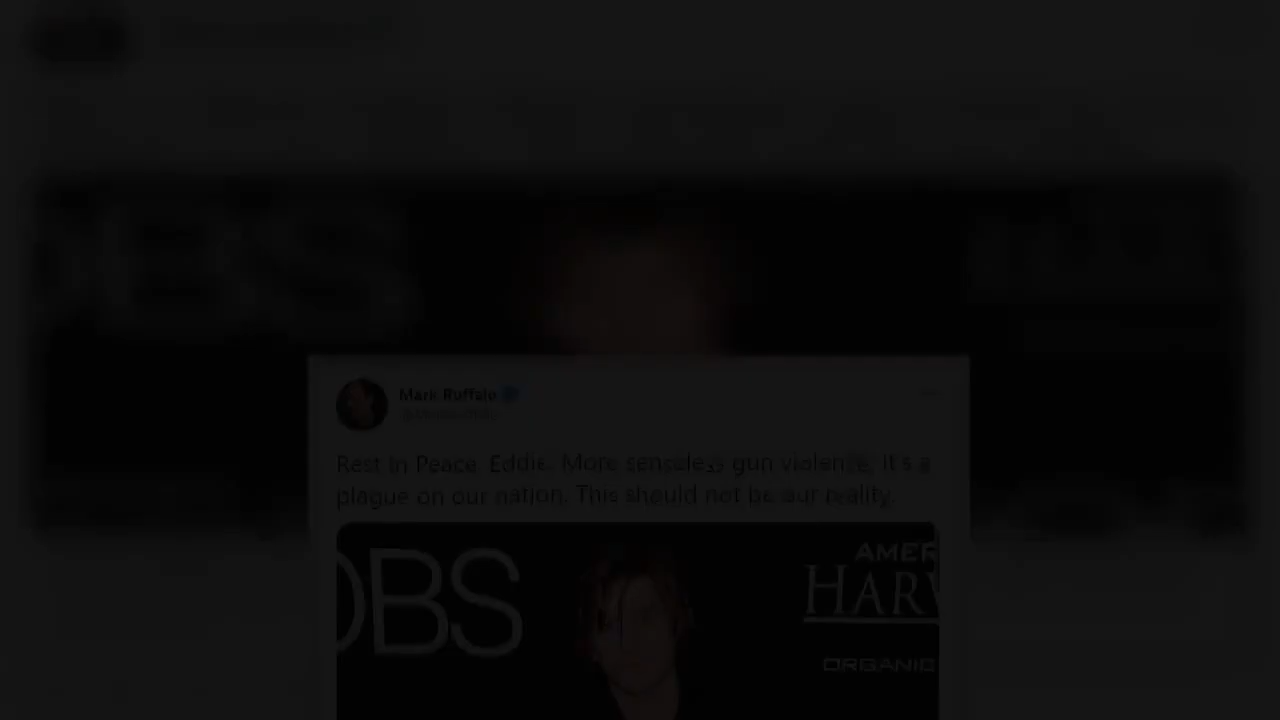 Mark Ruffalo
Rest In Peace, Eddie. More senseless gun violence. It's a
plague on our nation. This should not be our reality.
OBS
AMER
HARV
ORGANIC